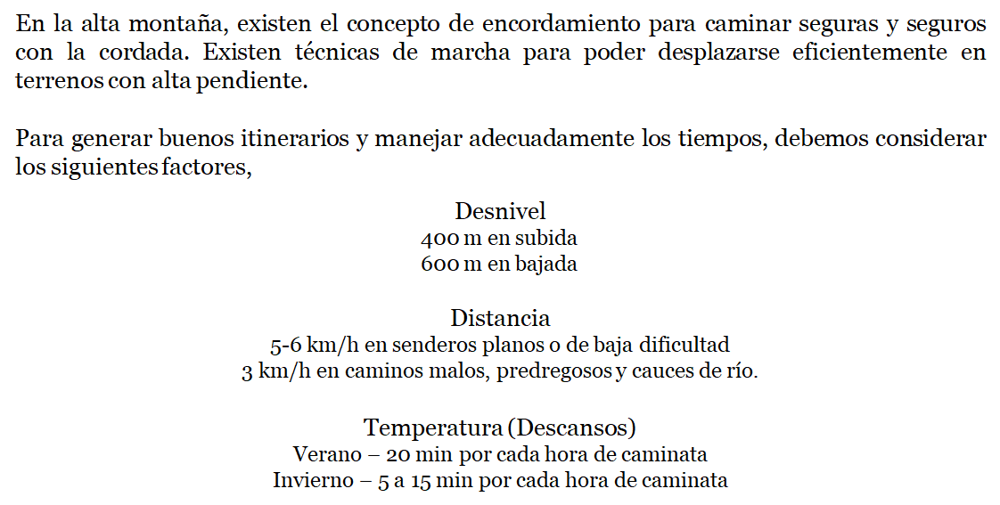 En la alta montaña, existen el concepto de encordamiento para caminar seguras y seguros
con la cordada. Existen técnicas de marcha para poder desplazarse eficientemente en
terrenos con alta pendiente.
Para generar buenos itinerarios y manejar adecuadamente los tiempos, debemos considerar
los siguientes factores,
Desnivel
400 m en subida
600 m en bajada
Distancia
5-6 km/h en senderos planos o de baja dificultad
3 km/h en caminos malos, predregosos y cauces de río.
Temperatura (Descansos)
Verano – 20 min por cada hora de caminata
Invierno – 5 a 15 min por cada hora de caminata